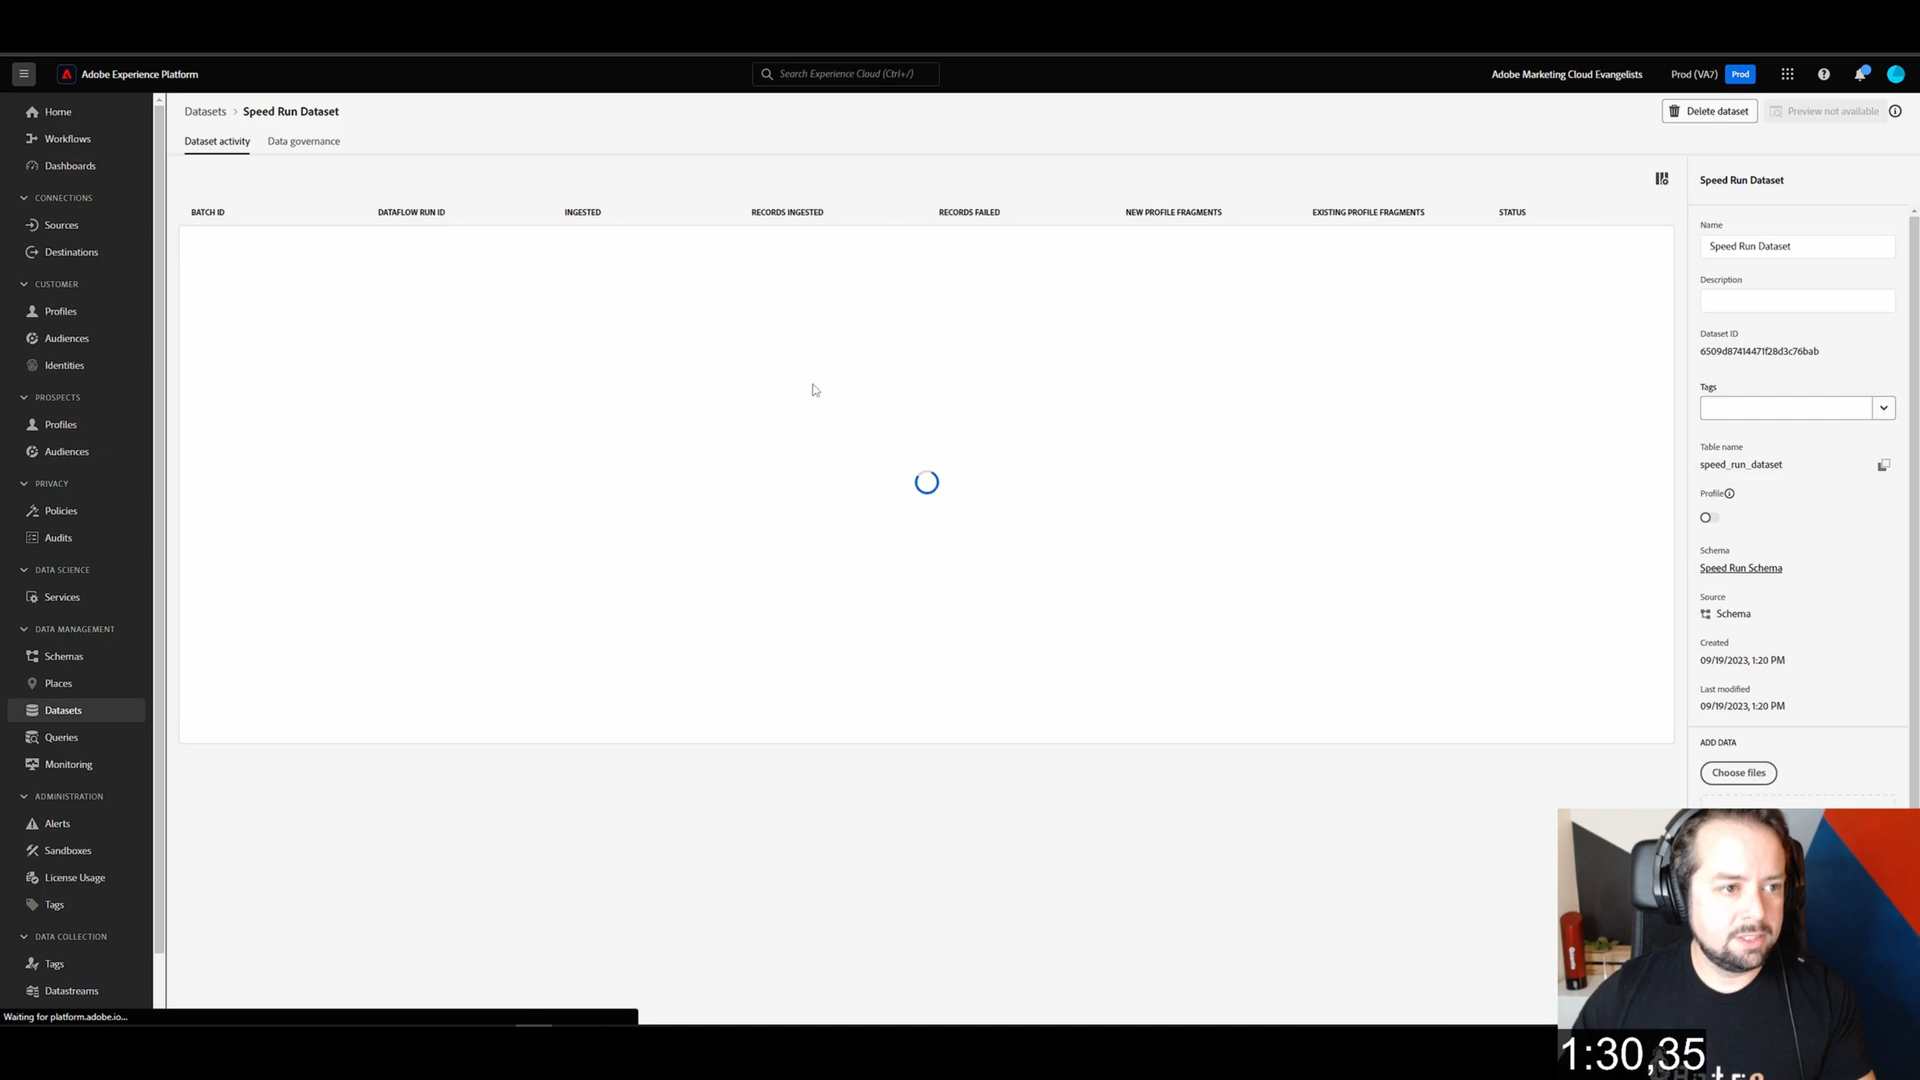 Adobe Experience Platform
Search Experience Cloud (Ctrl+/)
Adobe Marketing Cloud Evangelists
Prod (VA7)
Prod
Home
Workflows
Dashboards
CONNECTIONS
Sources
Destinations
CUSTOMER
Profiles
Audiences
Identities
PROSPECTS
Profiles
Audiences
PRIVACY
Policies
Audits
DATA SCIENCE
Services
DATA MANAGEMENT
Schemas
Places
Datasets
Queries
Monitoring
ADMINISTRATION
Alerts
Sandboxes
License Usage
Tags
DATA COLLECTION
Tags
Datastreams
Waiting for platform.adobe.io...
Datasets > Speed Run Dataset
Delete dataset
Preview not available
Dataset activity
Data governance
BATCH ID
DATAFLOW RUN ID
INGESTED
RECORDS INGESTED
RECORDS FAILED
NEW PROFILE FRAGMENTS
EXISTING PROFILE FRAGMENTS
STATUS
Speed Run Dataset
Name
Speed Run Dataset
Description
Dataset ID
6509d87414471f28d3c76bab
Tags
Table name
speed_run_dataset
Profile
Schema
Speed Run Schema
Source
Schema
Created
09/19/2023, 1:20 PM
Last modified
09/19/2023, 1:20 PM
ADD DATA
Choose files
1:30,35